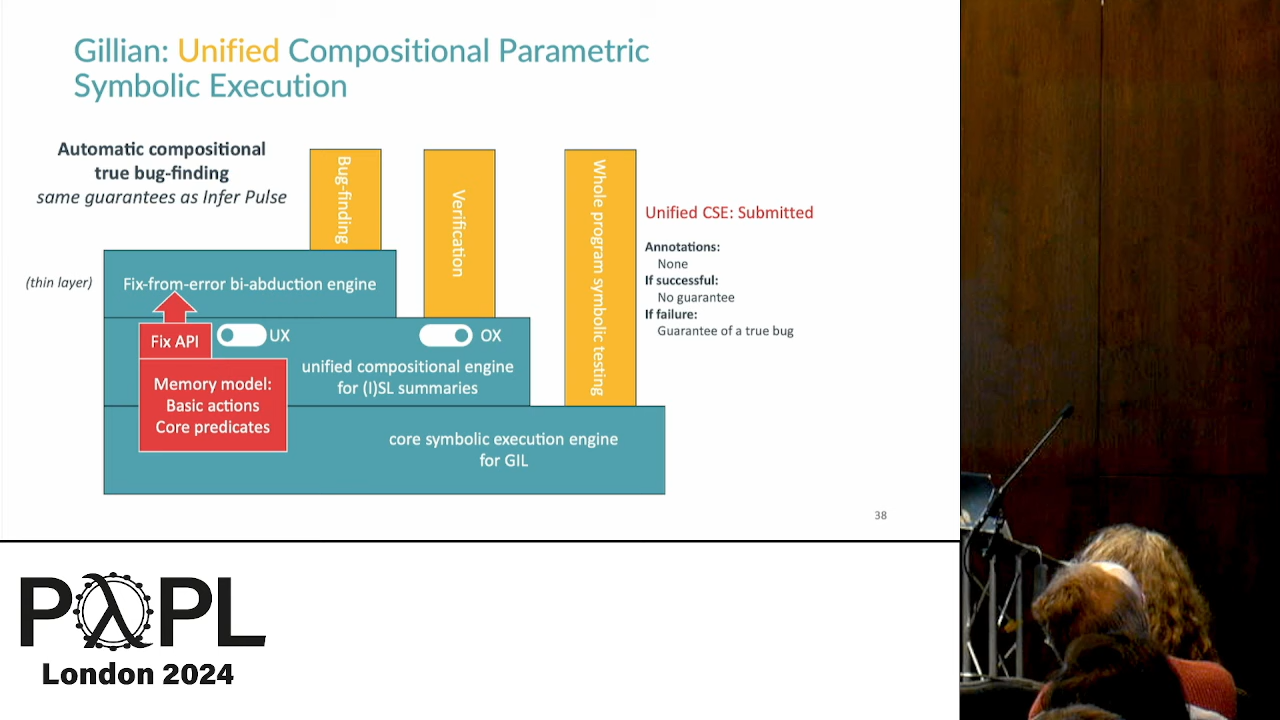 Gillian: Unified Compositional Parametric
Symbolic Execution
Automatic compositional
true bug-finding
same guarantees as Infer Pulse
Bug-finding
Verification
Whole program symbolic testing
Unified CSE: Submitted
Annotations:
None
If successful:
No guarantee
If failure:
Guarantee of a true bug
(thin layer)
Fix-from-error bi-abduction engine
Fix API
UX
OX
unified compositional engine
for (I)SL summaries
Memory model:
Basic actions
Core predicates
core symbolic execution engine
for GIL
38
PλPL
London 2024